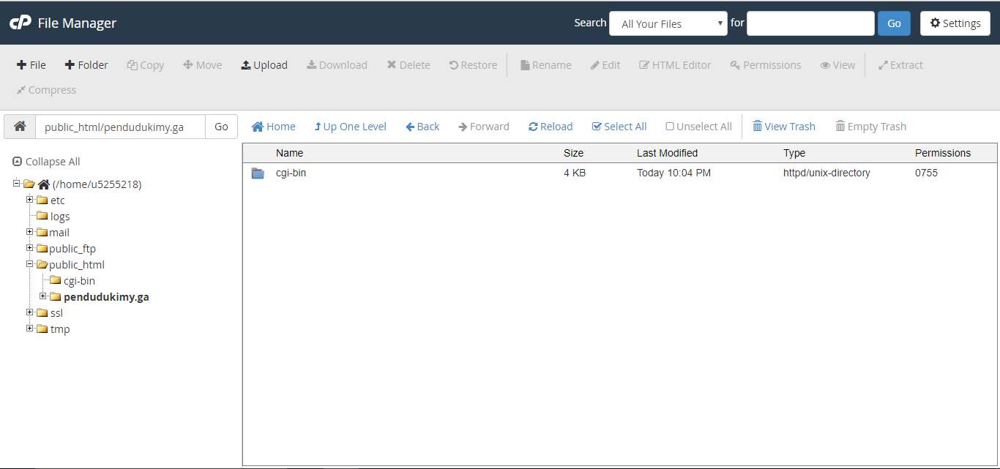 cP File Manager Search All Your Files for Go Settings
File Folder Copy Move Upload Download Delete Restore Rename Edit HTML Editor Permissions View Extract
Compress
public_html/pendudukimy.ga Go Home Up One Level Back Forward Reload Select All Unselect All View Trash Empty Trash
Name Size Last Modified Type Permissions
cgi-bin 4 KB Today 10:04 PM httpd/unix-directory 0755
Collapse All
(/home/u5255218)
etc
logs
mail
public_ftp
public_html
cgi-bin
pendudukimy.ga
ssl
tmp